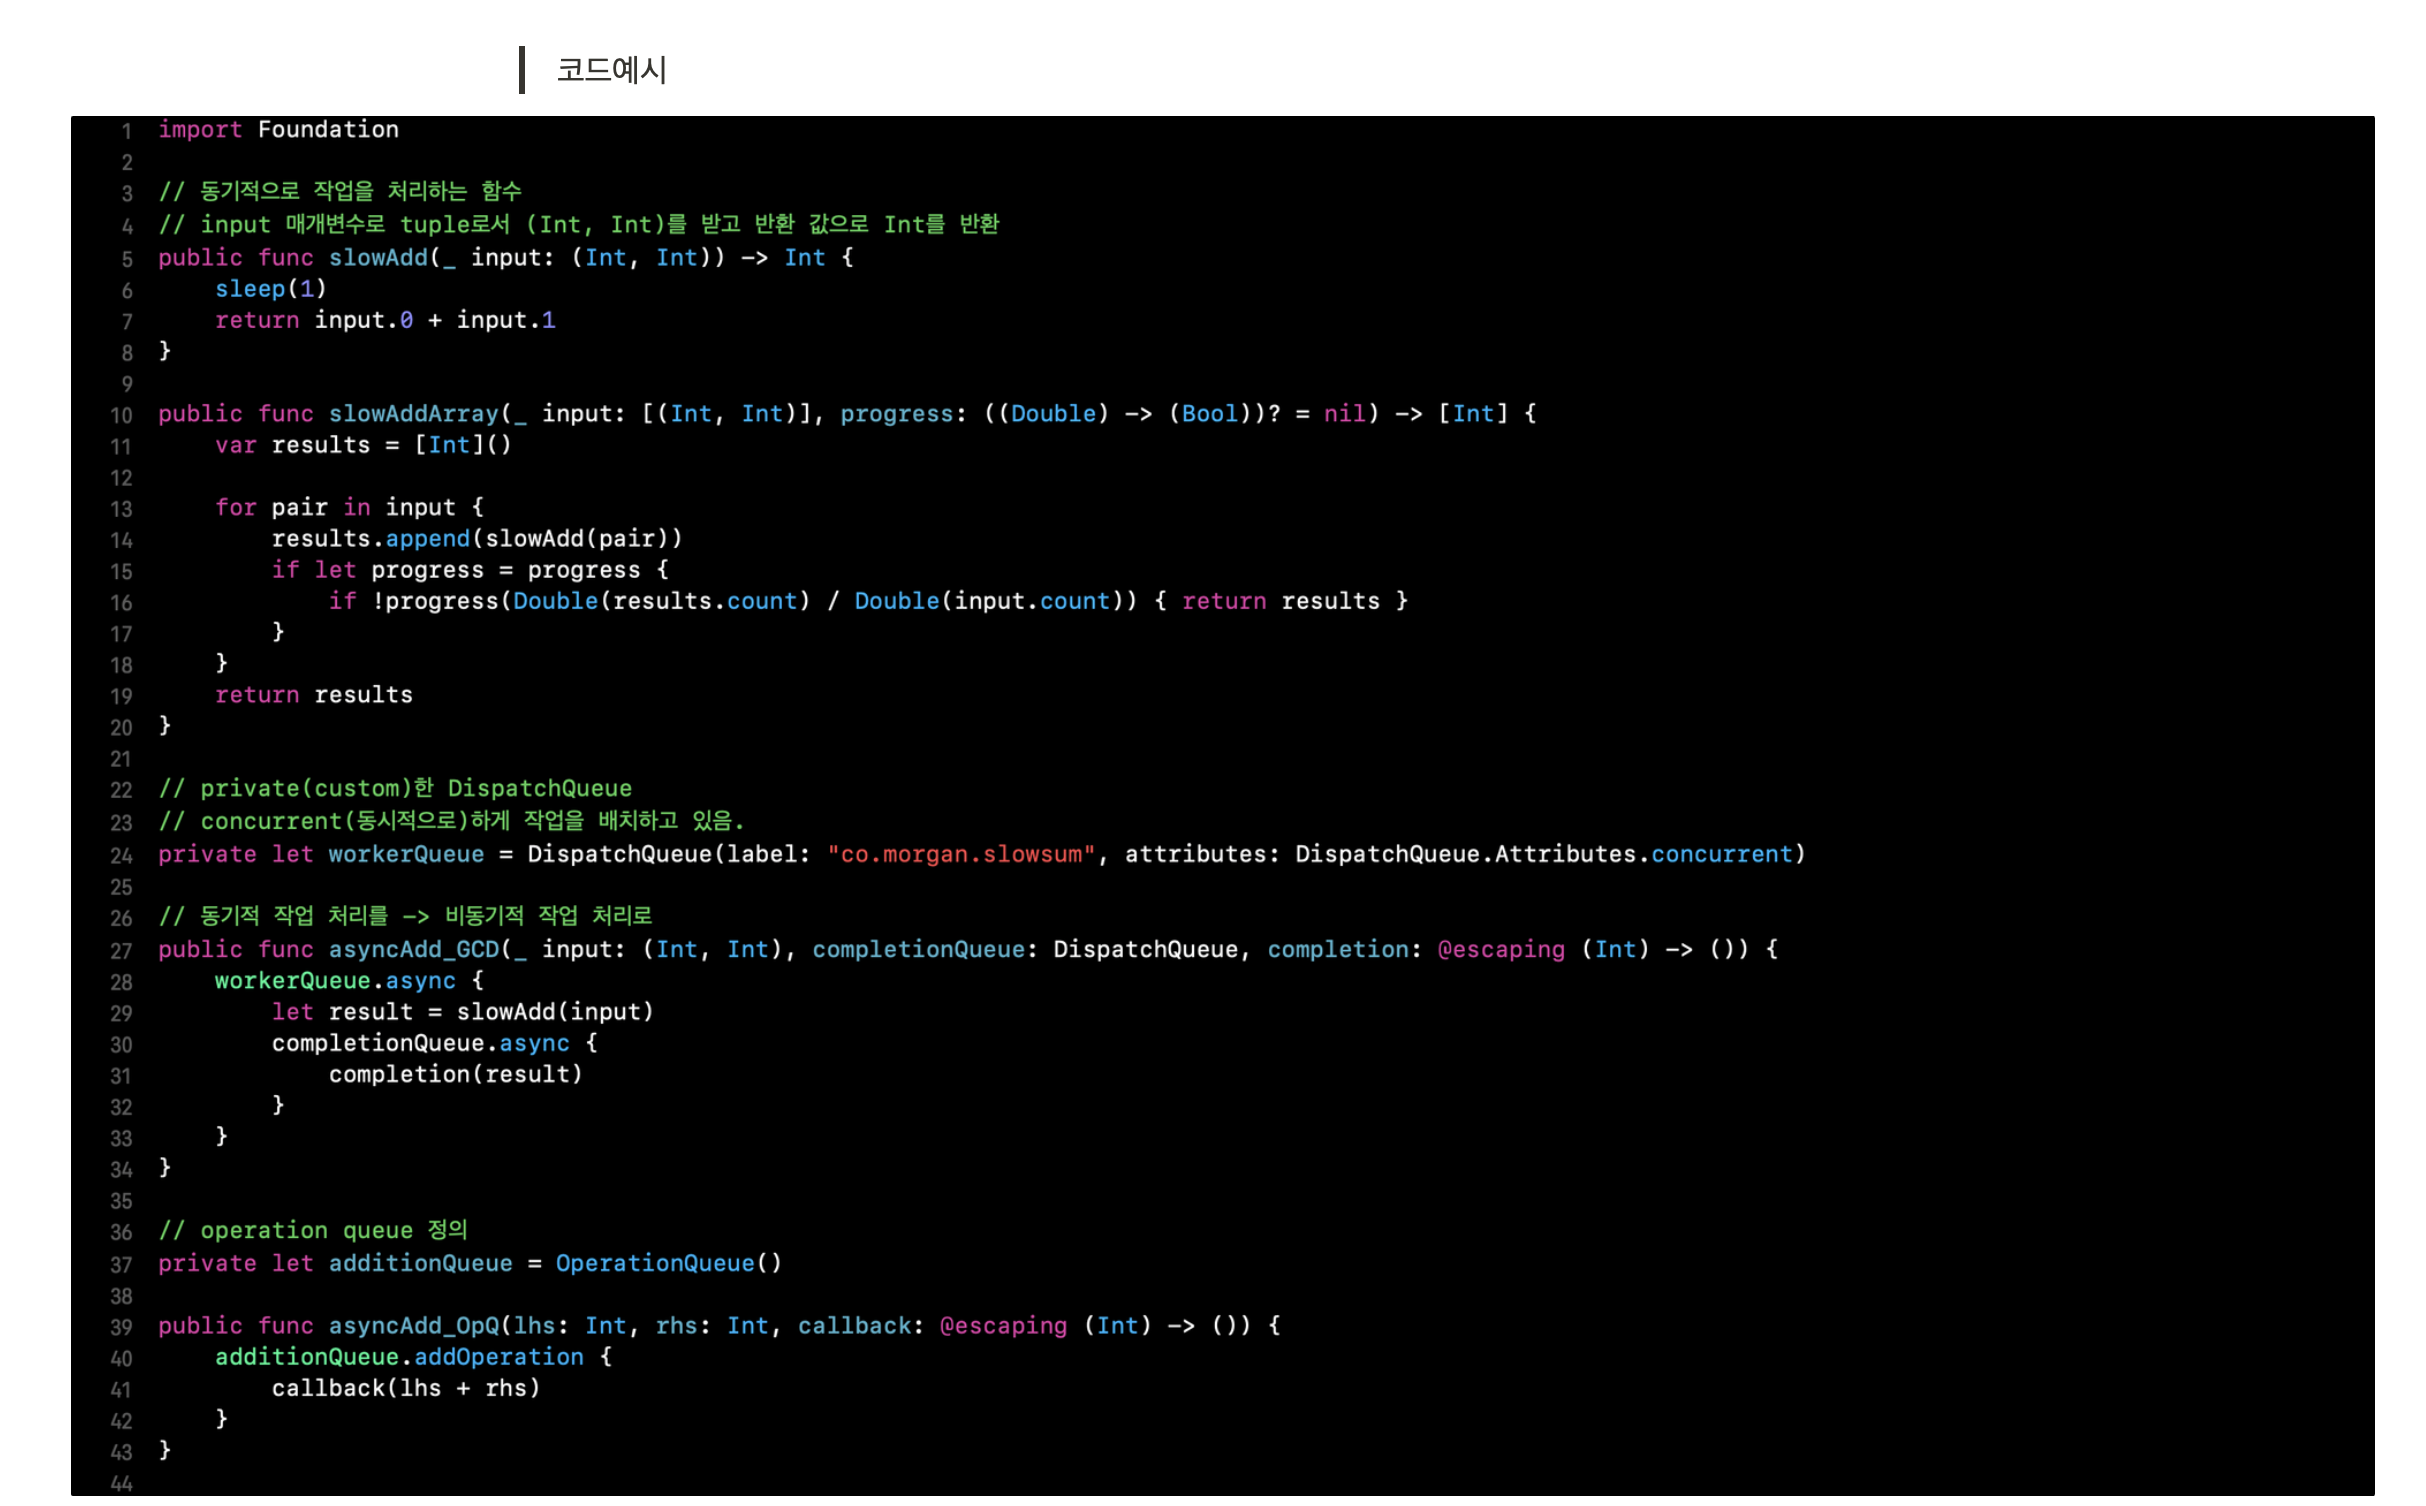 코드예시
1 import Foundation
2
3 // 동기적으로 작업을 처리하는 함수
4 // input 매개변수로 tuple로서 (Int, Int)를 받고 반환 값으로 Int를 반환
5 public func slowAdd(_ input: (Int, Int)) -> Int {
6     sleep(1)
7     return input.0 + input.1
8 }
9
10 public func slowAddArray(_ input: [(Int, Int)], progress: ((Double) -> (Bool))? = nil) -> [Int] {
11     var results = [Int]()
12
13     for pair in input {
14         results.append(slowAdd(pair))
15         if let progress = progress {
16             if !progress(Double(results.count) / Double(input.count)) { return results }
17         }
18     }
19     return results
20 }
21
22 // private(custom)한 DispatchQueue
23 // concurrent(동시적으로)하게 작업을 배치하고 있음.
24 private let workerQueue = DispatchQueue(label: "co.morgan.slowsum", attributes: DispatchQueue.Attributes.concurrent)
25
26 // 동기적 작업 처리를 -> 비동기적 작업 처리로
27 public func asyncAdd_GCD(_ input: (Int, Int), completionQueue: DispatchQueue, completion: @escaping (Int) -> ()) {
28     workerQueue.async {
29         let result = slowAdd(input)
30         completionQueue.async {
31             completion(result)
32         }
33     }
34 }
35
36 // operation queue 정의
37 private let additionQueue = OperationQueue()
38
39 public func asyncAdd_OpQ(lhs: Int, rhs: Int, callback: @escaping (Int) -> ()) {
40     additionQueue.addOperation {
41         callback(lhs + rhs)
42     }
43 }
44